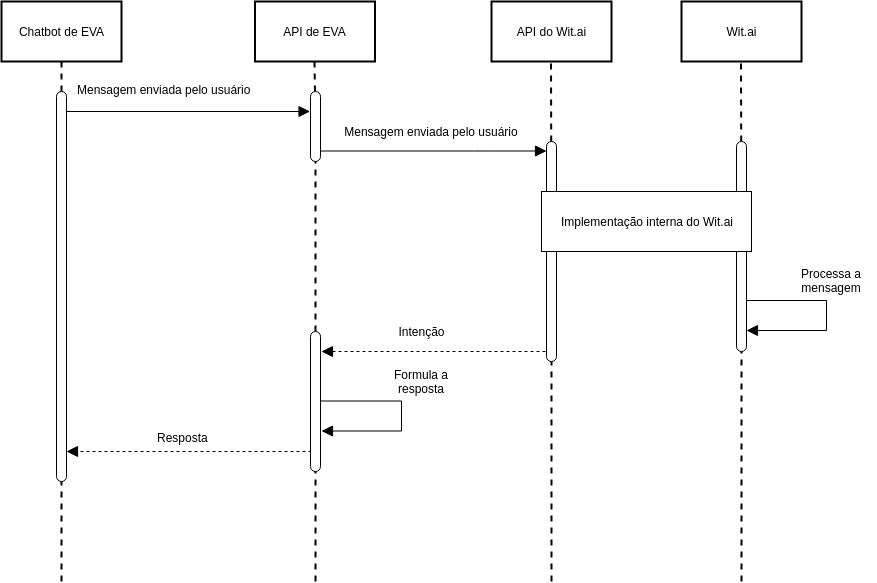 Chatbot de EVA
API de EVA
API do Wit.ai
Wit.ai
Mensagem enviada pelo usuário
Mensagem enviada pelo usuário
Implementação interna do Wit.ai
Processa a
mensagem
Intenção
Formula a
resposta
Resposta